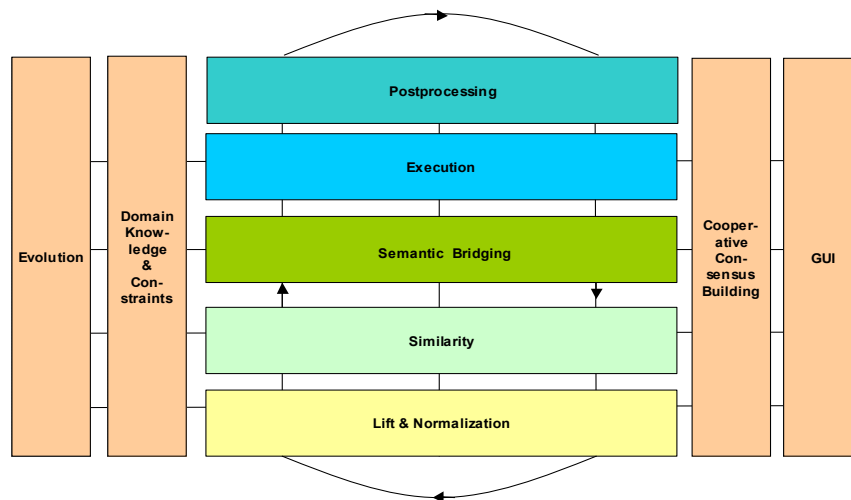 Postprocessing
Execution
Semantic Bridging
Similarity
Lift & Normalization
Evolution
Domain
Know-
ledge
&
Con-
straints
Cooper-
ative
Con-
sensus
Building
GUI